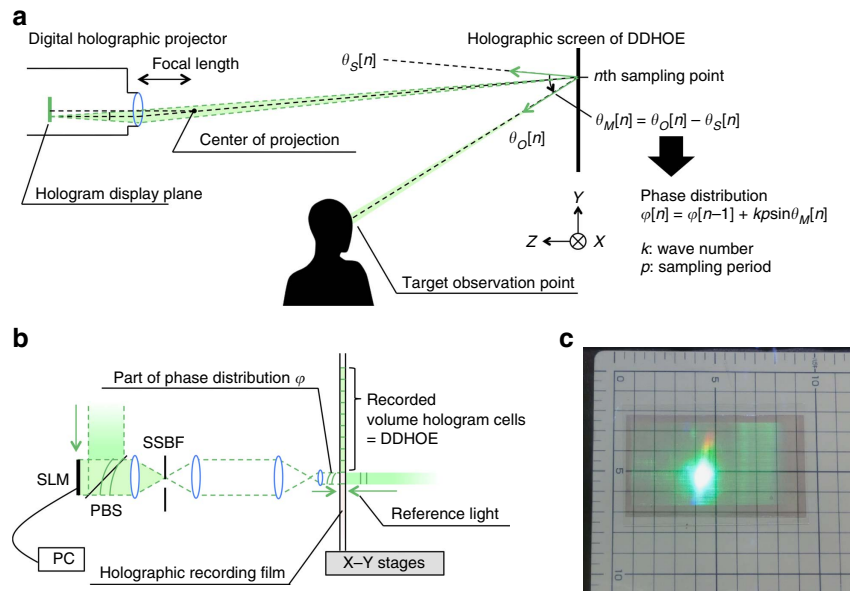 a
Digital holographic projector
Focal length
Center of projection
Hologram display plane
Holographic screen of DDHOE
θS[n]
nth sampling point
θM[n] = θO[n] – θS[n]
θO[n]
Phase distribution
φ[n] = φ[n–1] + kpsinθM[n]
k: wave number
p: sampling period
Y
Z
X
Target observation point
b
Part of phase distribution φ
Recorded
volume hologram cells
= DDHOE
SSBF
SLM
PBS
Reference light
PC
Holographic recording film
X–Y stages
c
0
5
10
5
10